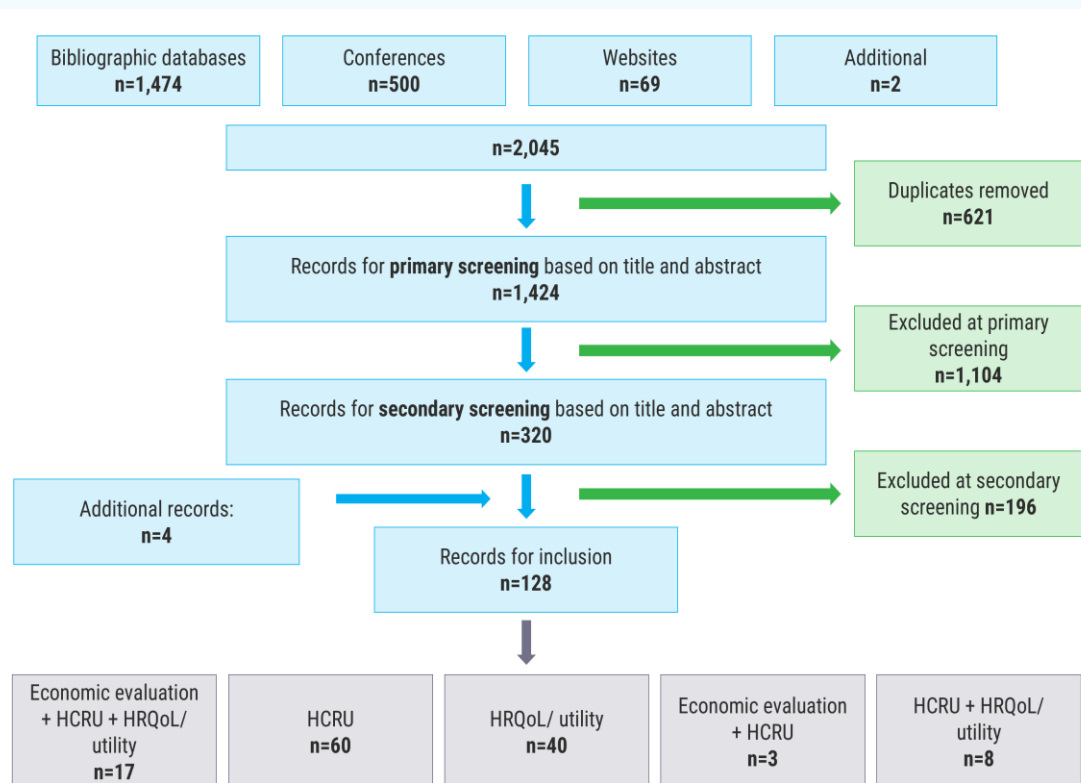 Bibliographic databases
n=1,474
Conferences
n=500
Websites
n=69
Additional
n=2
n=2,045
Duplicates removed
n=621
Records for primary screening based on title and abstract
n=1,424
Excluded at primary
screening
n=1,104
Records for secondary screening based on title and abstract
n=320
Excluded at secondary
screening n=196
Additional records:
n=4
Records for inclusion
n=128
Economic evaluation
+ HCRU + HRQoL/
utility
n=17
HCRU
n=60
HRQoL/ utility
n=40
Economic evaluation
+ HCRU
n=3
HCRU + HRQoL/
utility
n=8